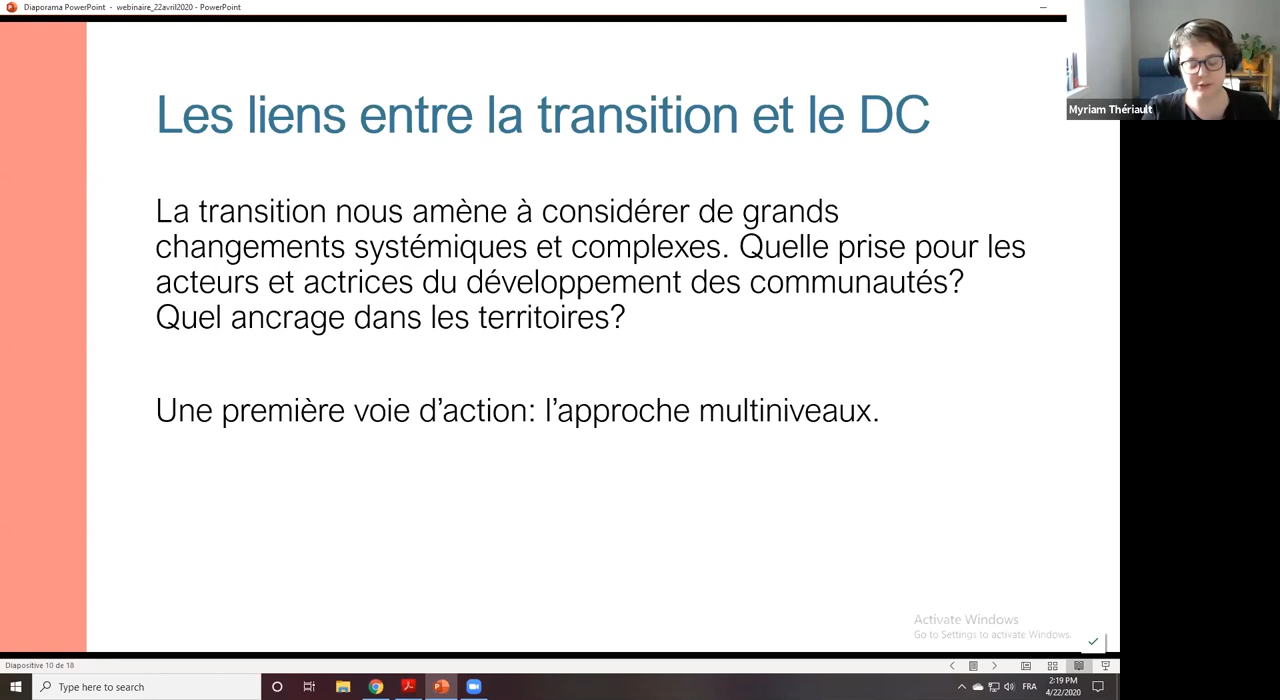 Diaporama PowerPoint - webinaire_22avril2020 - PowerPoint
Myriam Thériault
Les liens entre la transition et le DC
La transition nous amène à considérer de grands
changements systémiques et complexes. Quelle prise pour les
acteurs et actrices du développement des communautés?
Quel ancrage dans les territoires?
Une première voie d’action: l’approche multiniveaux.
Activate Windows
Go to Settings to activate Windows.
Diapositive 10 de 18
Type here to search
FRA
2:19 PM
4/22/2020